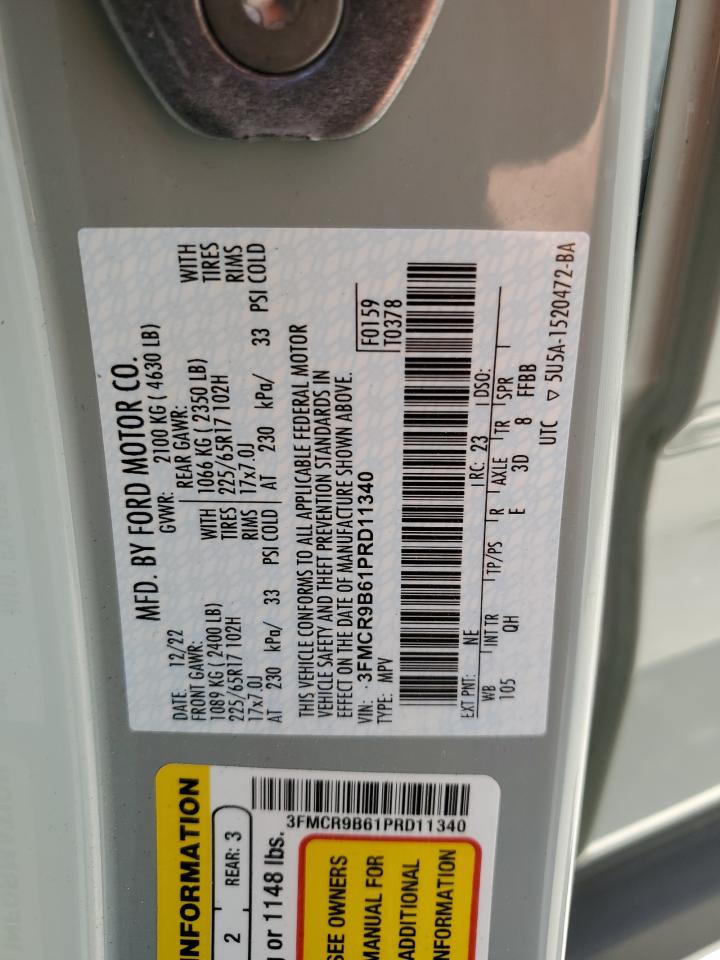 MFD. BY FORD MOTOR CO.
DATE: 12/22 GVWR: 2100 KG ( 4630 LB)
FRONT GAWR: REAR GAWR:
1089 KG ( 2400 LB) WITH 1066 KG ( 2350 LB) WITH
225/65R17 102H TIRES 225/65R17 102H TIRES
17x7.0J RIMS 17x7.0J RIMS
AT 230 kPa/ 33 PSI COLD AT 230 kPa/ 33 PSI COLD
THIS VEHICLE CONFORMS TO ALL APPLICABLE FEDERAL MOTOR
VEHICLE SAFETY AND THEFT PREVENTION STANDARDS IN
EFFECT ON THE DATE OF MANUFACTURE SHOWN ABOVE.
VIN: 3FMCR9B61PRD11340 F0159
TYPE: MPV T0378
EXT PNT: NE RC: 23 DSO:
WB INT TR TP/PS R AXLE TR SPR
105 QH E 3D 8 FFBB
UTC ▽ 5U5A-1520472-BA
INFORMATION
2 REAR: 3
or 1148 lbs.
3FMCR9B61PRD11340
SEE OWNERS
MANUAL FOR
ADDITIONAL
INFORMATION